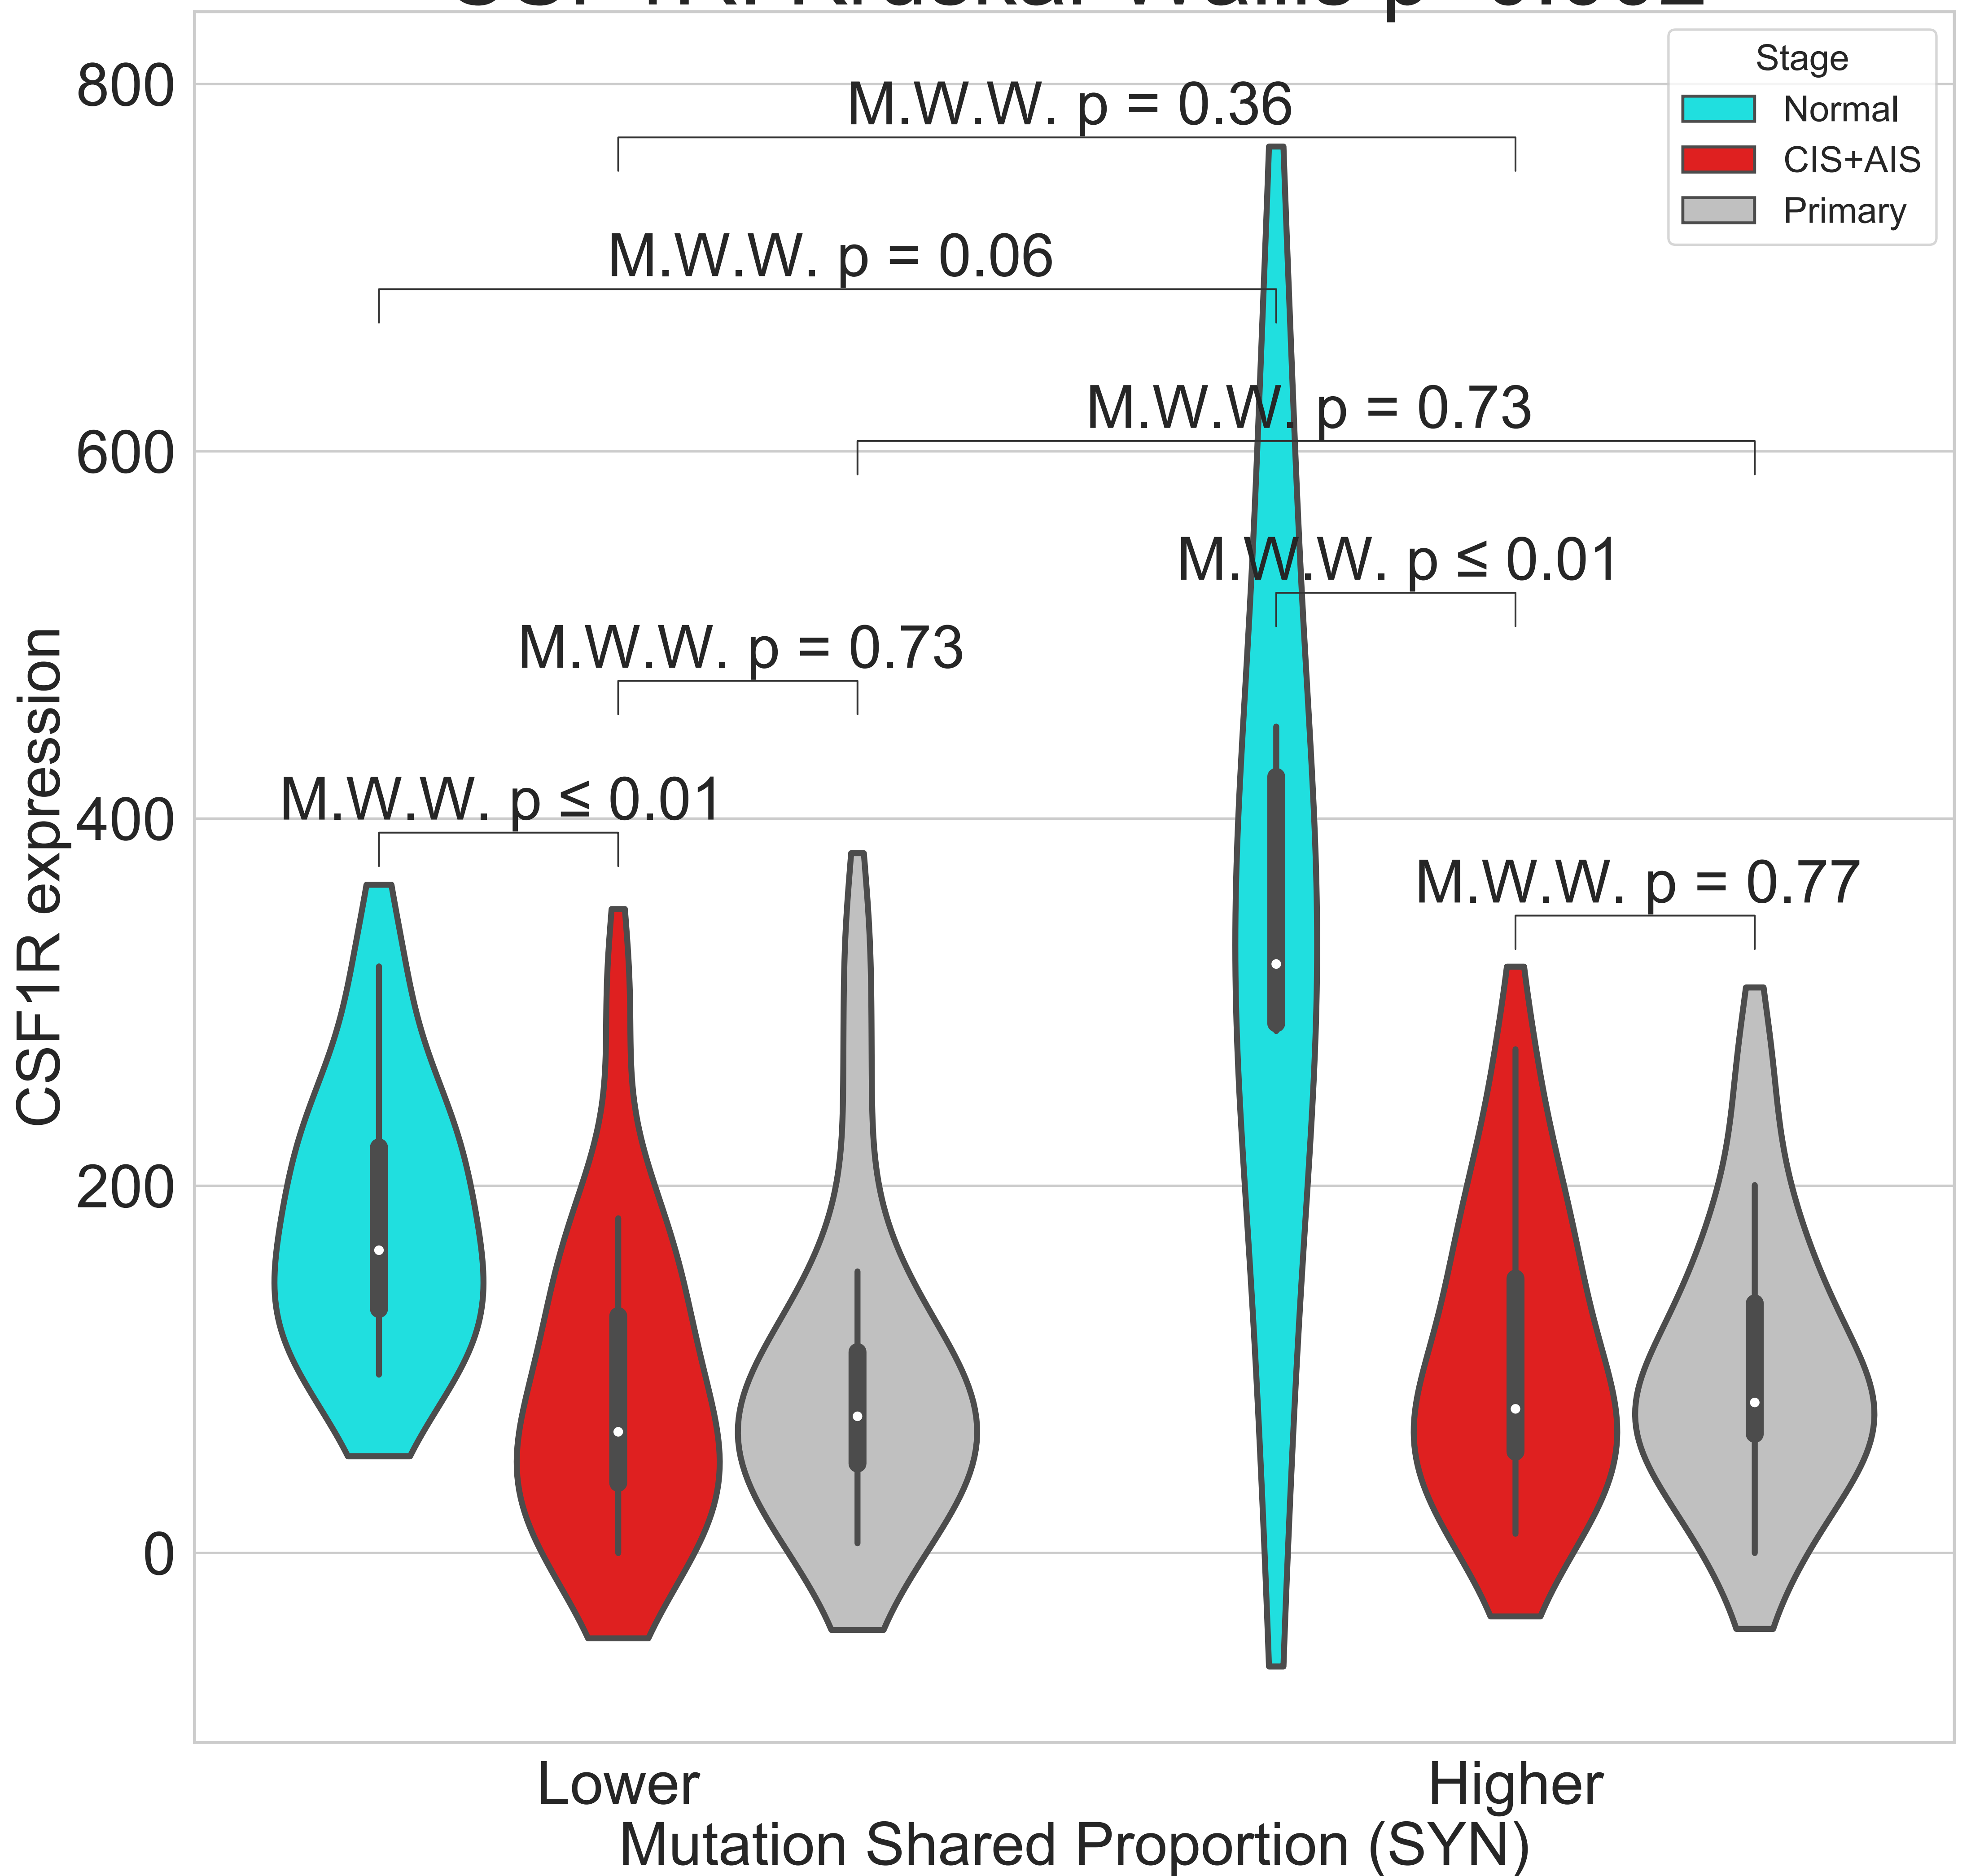 Stage
Normal
CIS+AIS
Primary
800
600
400
200
0
CSF1R expression
M.W.W. p = 0.36
M.W.W. p = 0.06
M.W.W. p = 0.73
M.W.W. p ≤ 0.01
M.W.W. p = 0.73
M.W.W. p ≤ 0.01
M.W.W. p = 0.77
Lower
Higher
Mutation Shared Proportion (SYN)